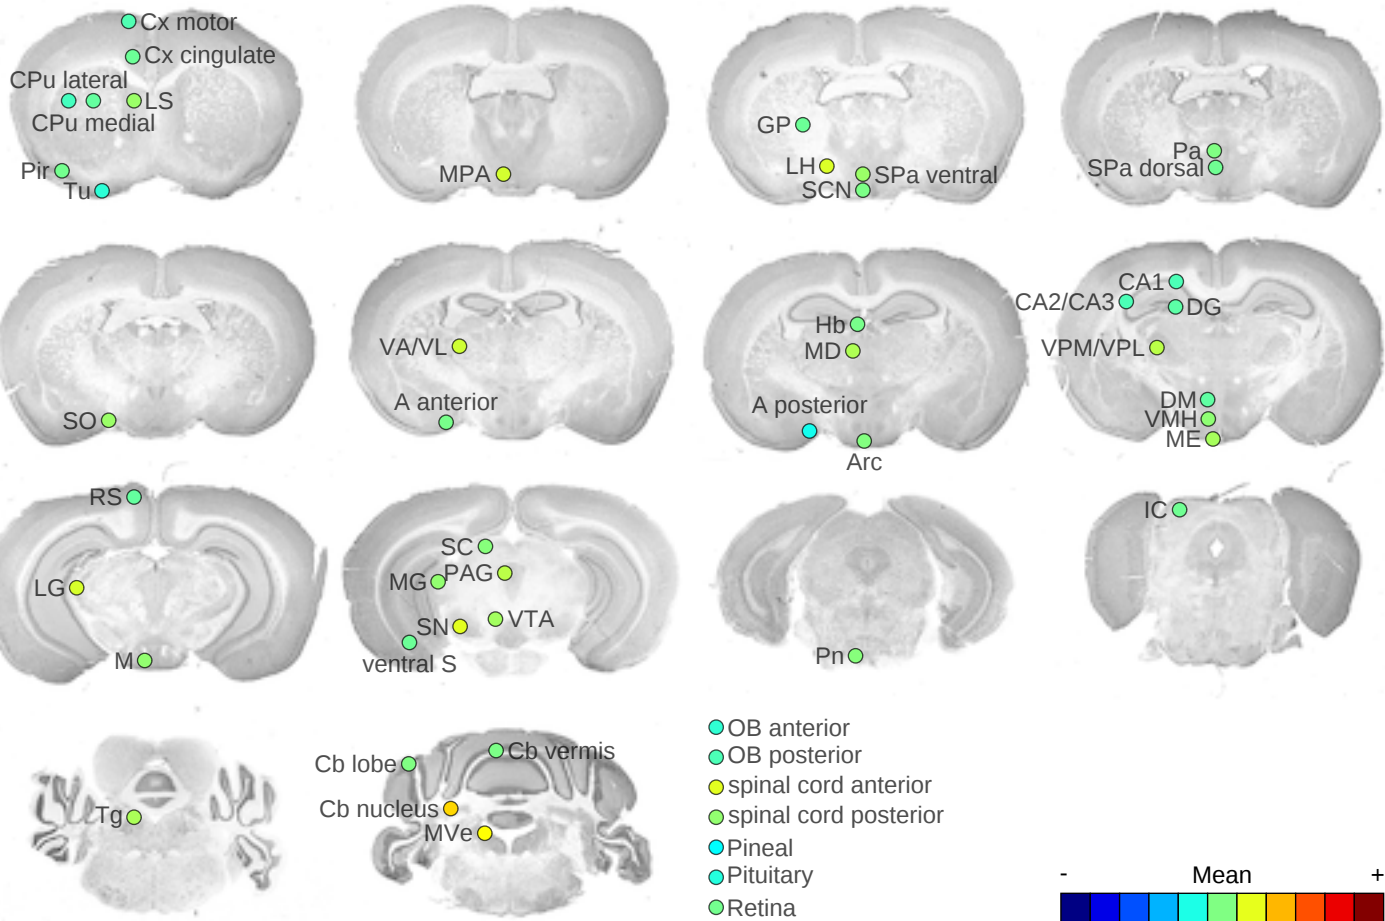 Cx motor
Cx cingulate
CPu lateral
LS
CPu medial
Pir
Tu
MPA
GP
LH
SPa ventral
SCN
Pa
SPa dorsal
SO
VA/VL
A anterior
Hb
MD
A posterior
Arc
CA1
CA2/CA3
DG
VPM/VPL
DM
VMH
ME
RS
LG
M
SC
MG
PAG
SN
VTA
ventral S
Pn
IC
Tg
Cb lobe
Cb vermis
Cb nucleus
MVe
OB anterior
OB posterior
spinal cord anterior
spinal cord posterior
Pineal
Pituitary
Retina
- Mean +